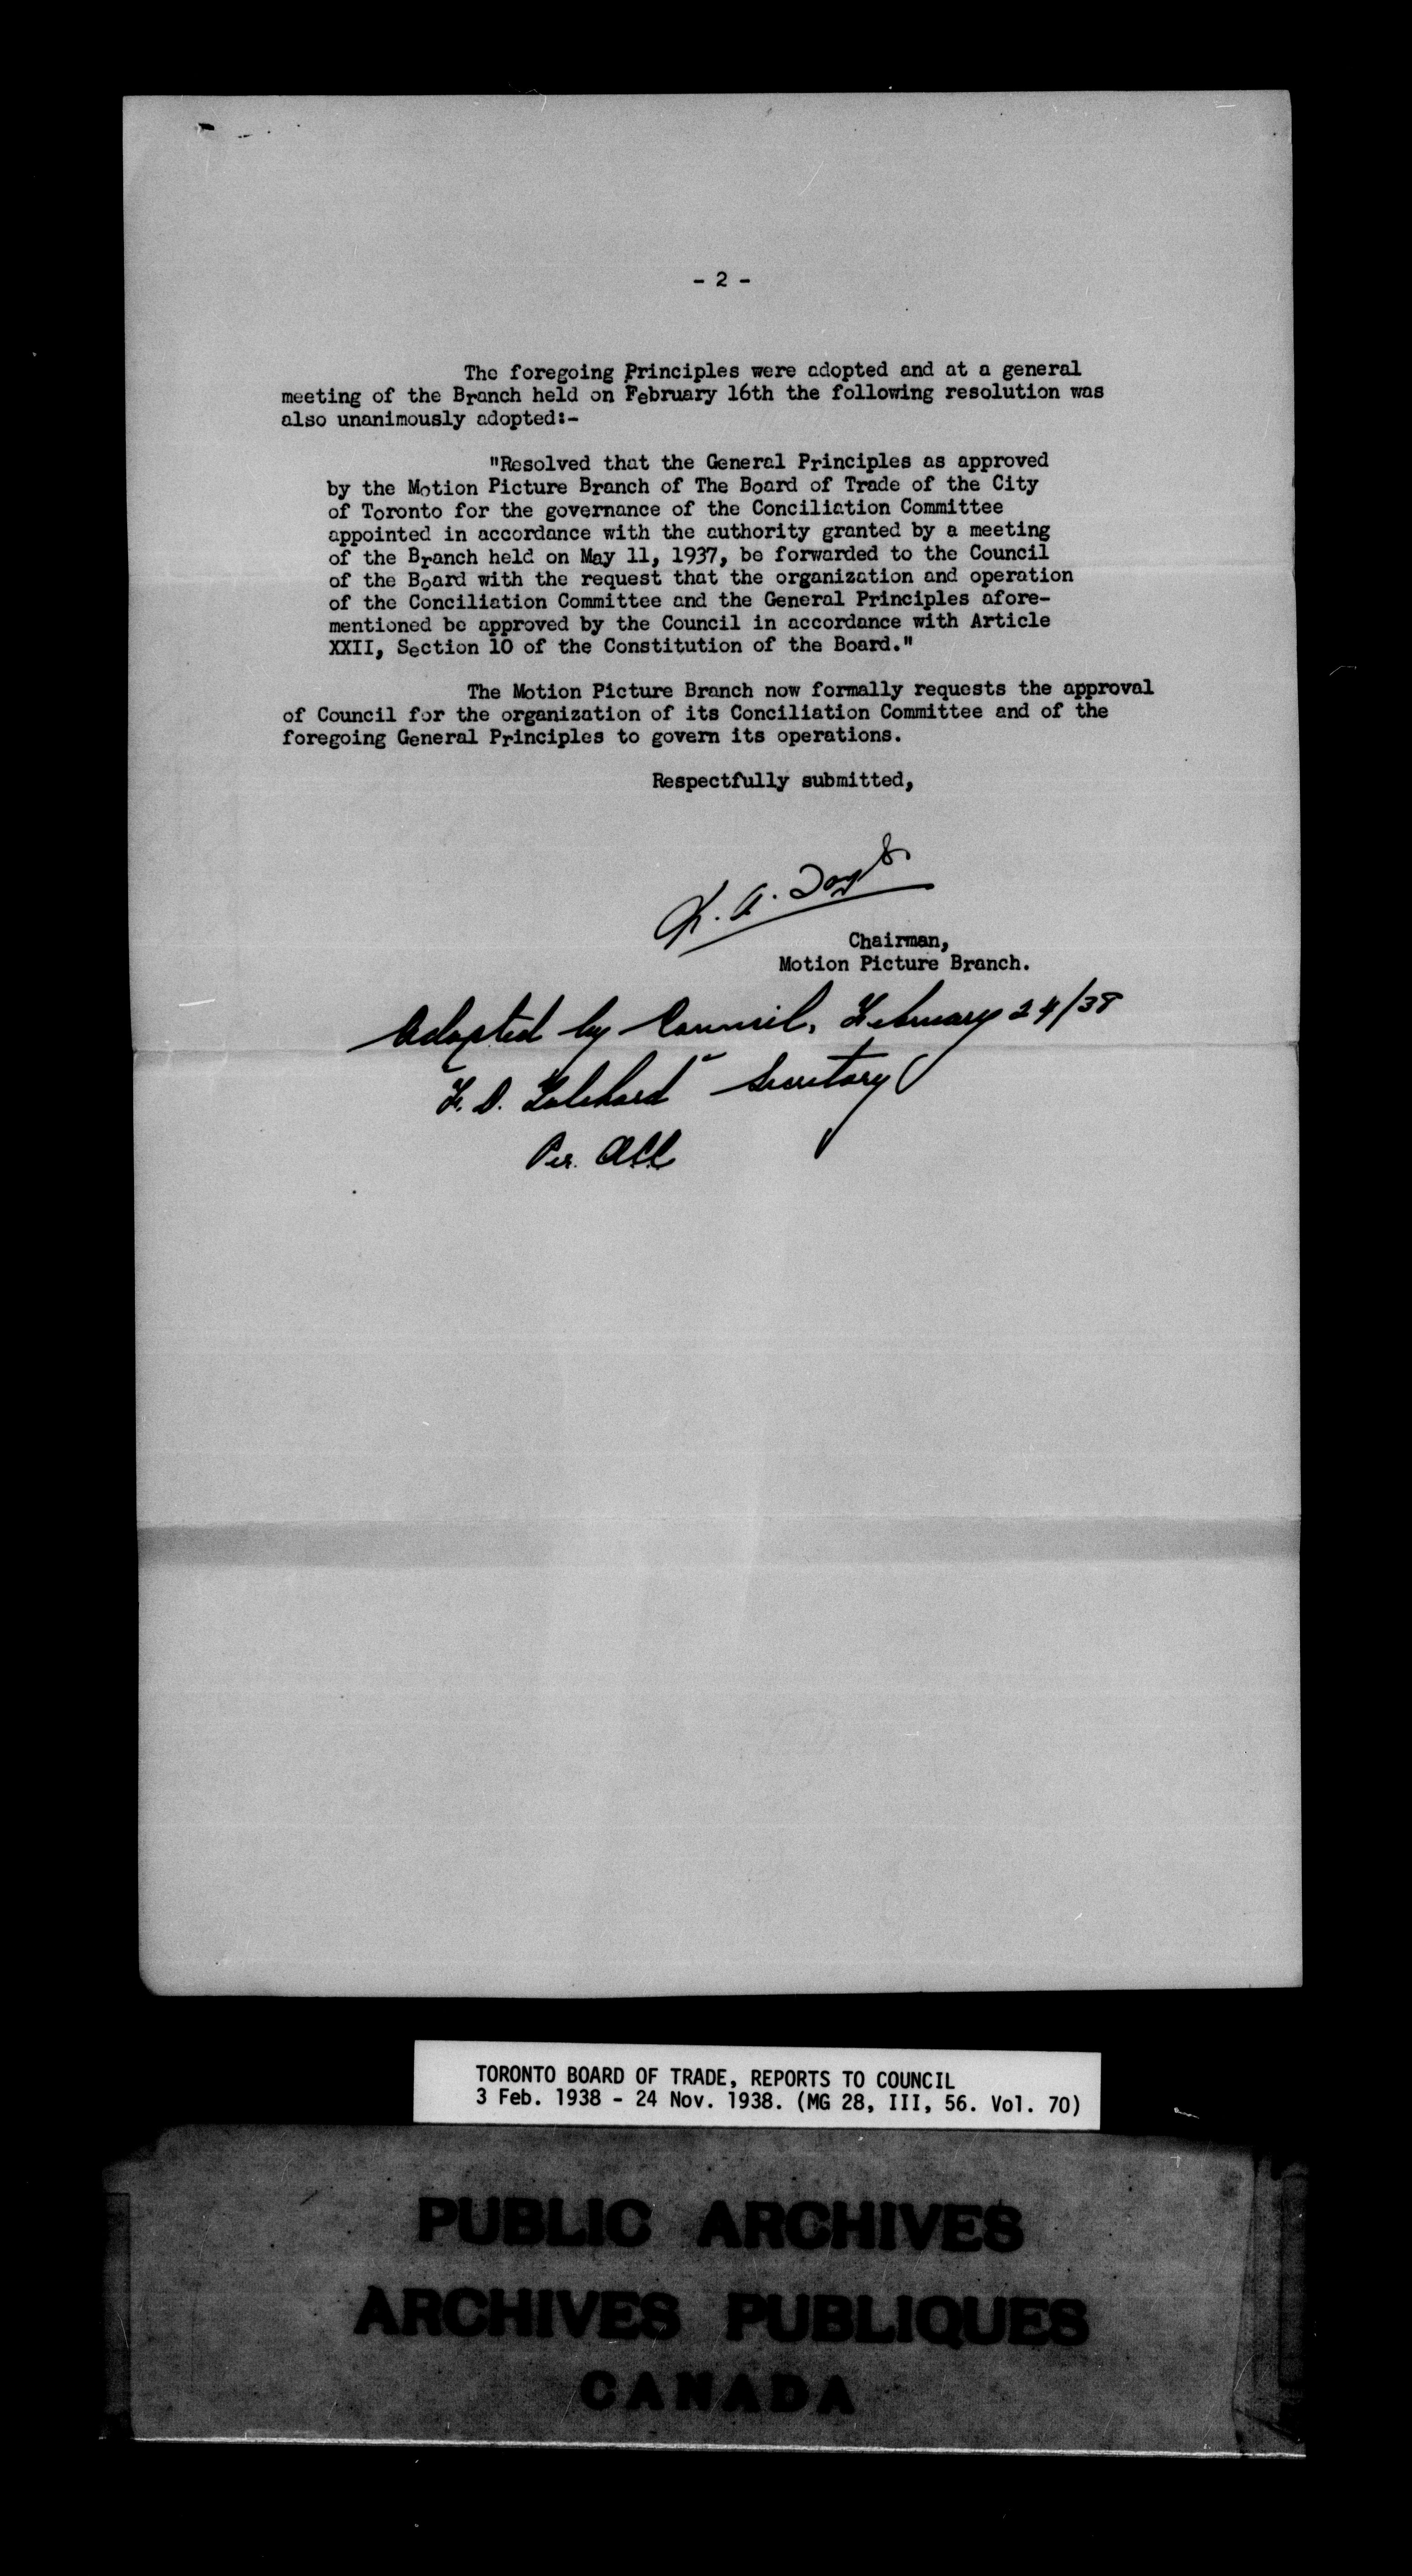 - 2 -
The foregoing Principles were adopted and at a general
meeting of the Branch held on February 16th the following resolution was
also unanimously adopted:-
"Resolved that the General Principles as approved
by the Motion Picture Branch of The Board of Trade of the City
of Toronto for the governance of the Conciliation Committee
appointed in accordance with the authority granted by a meeting
of the Branch held on May 11, 1937, be forwarded to the Council
of the Board with the request that the organization and operation
of the Conciliation Committee and the General Principles afore-
mentioned be approved by the Council in accordance with Article
XXII, Section 10 of the Constitution of the Board."
The Motion Picture Branch now formally requests the approval
of Council for the organization of its Conciliation Committee and of the
foregoing General Principles to govern its operations.
Respectfully submitted,
Chairman,
Motion Picture Branch.
Adopted by Council, February 24/38
"F. D. Tolchard" Secretary
Per.
TORONTO BOARD OF TRADE, REPORTS TO COUNCIL
3 Feb. 1938 - 24 Nov. 1938. (MG 28, III, 56. Vol. 70)
PUBLIC ARCHIVES
ARCHIVES PUBLIQUES
CANADA